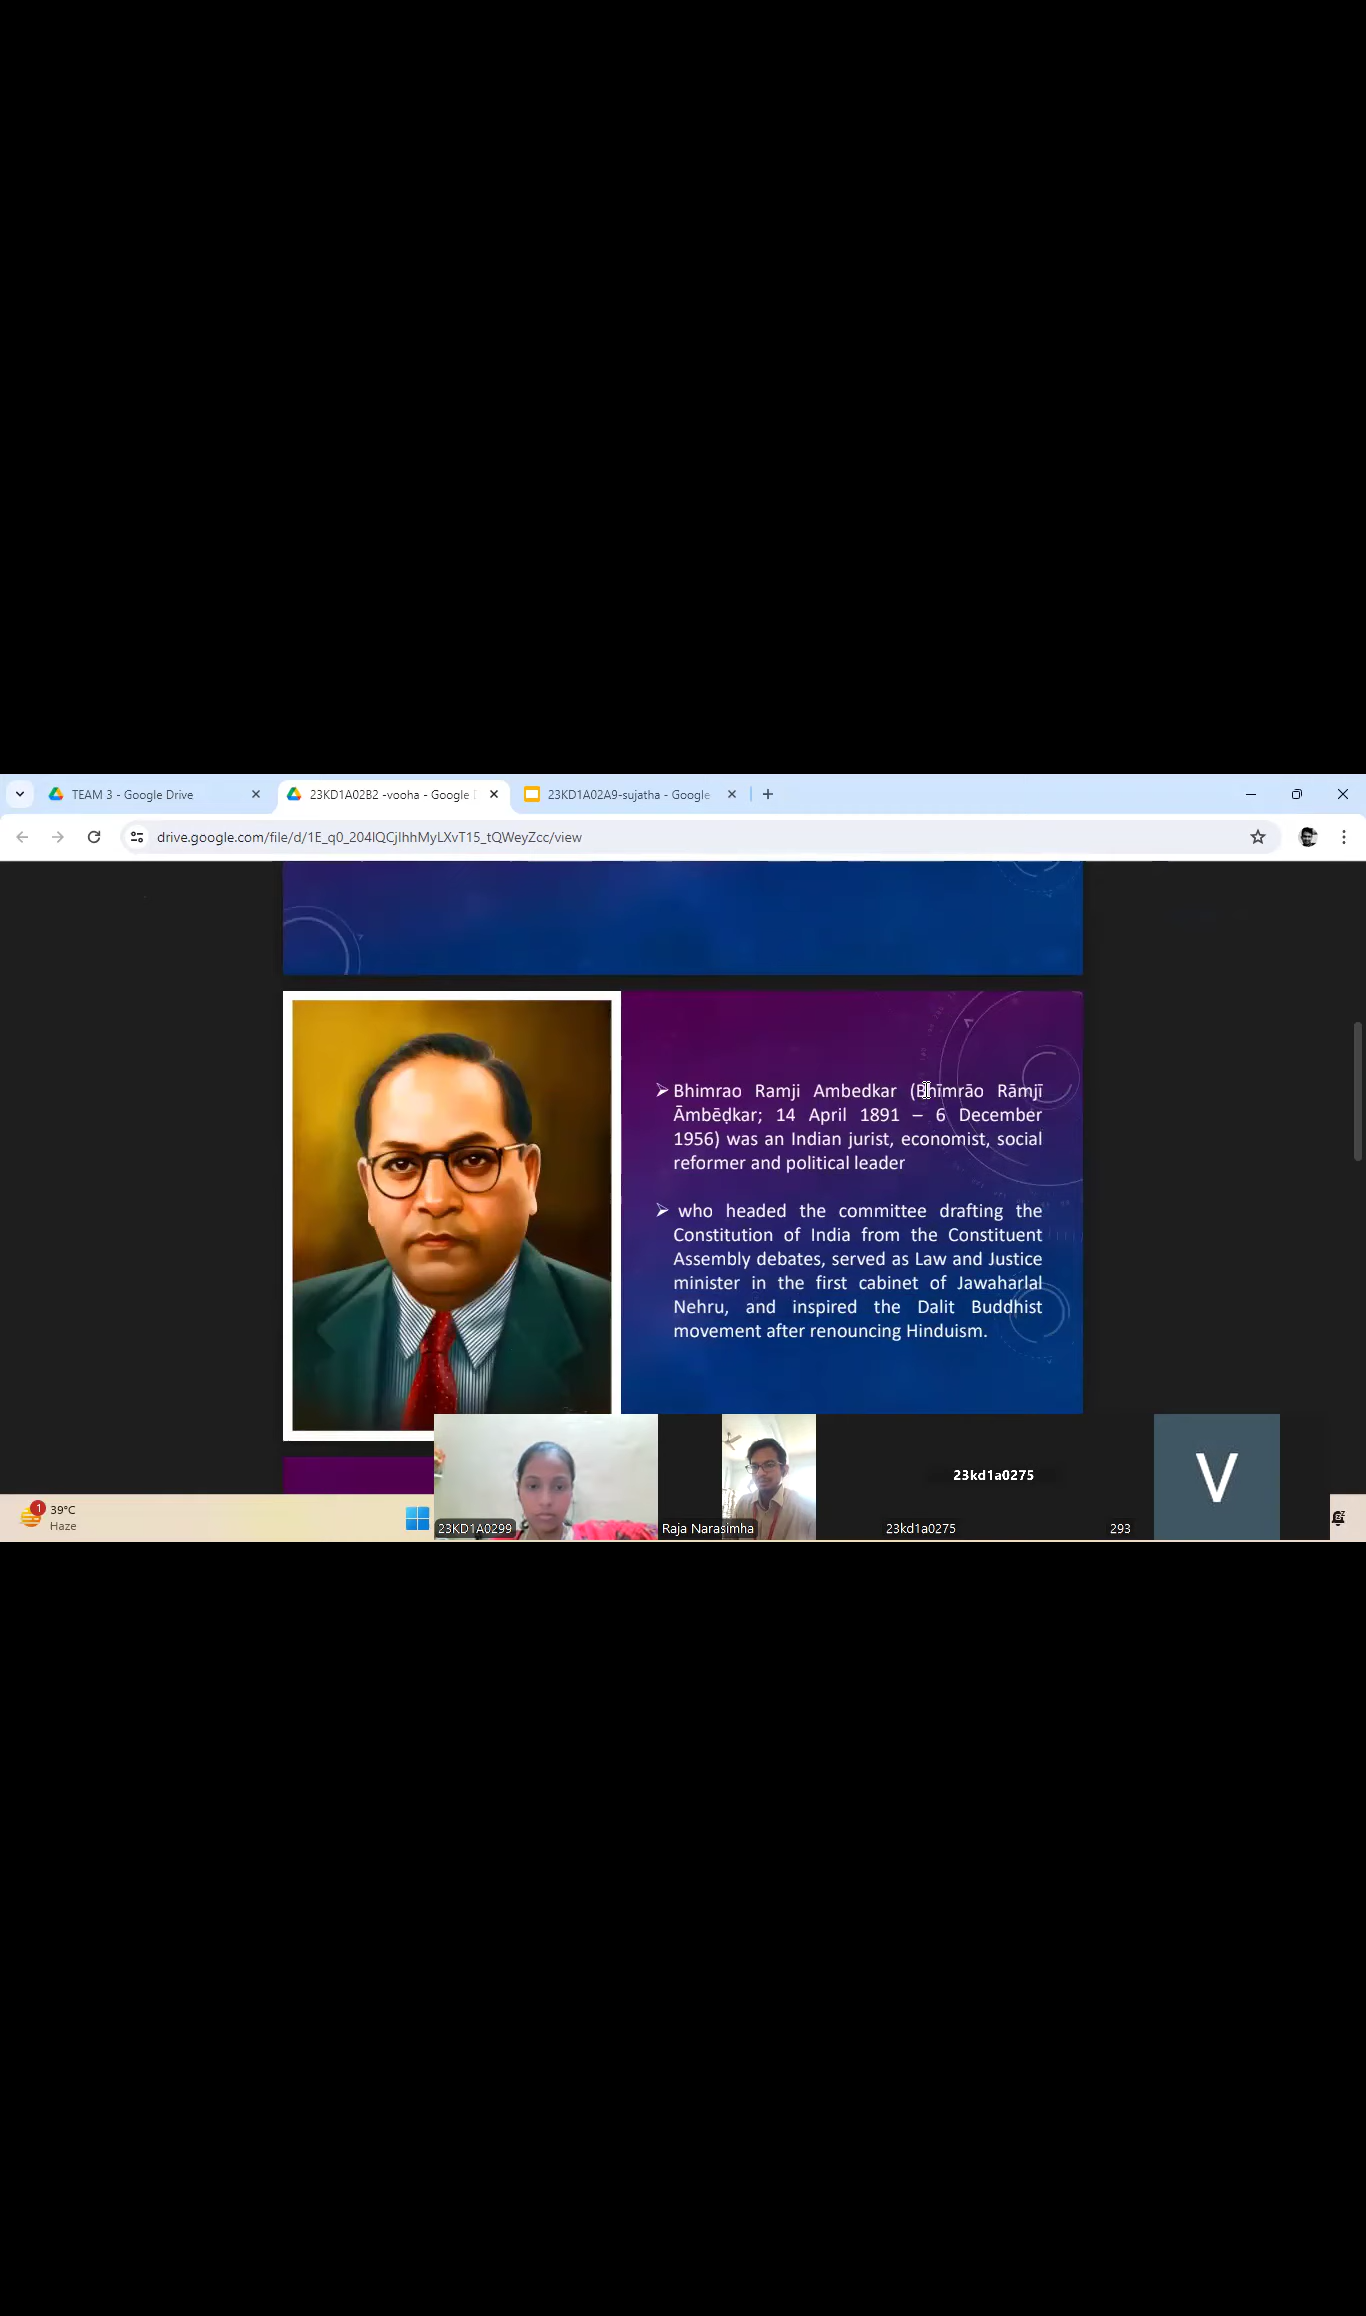 TEAM 3 - Google Drive
23KD1A02B2 -vooha - Google
23KD1A02A9-sujatha - Google
drive.google.com/file/d/1E_q0_204IQCjIhhMyLXvT15_tQWeyZcc/view
➢ Bhimrao Ramji Ambedkar (Bhīmrāo Rāmjī
Āmbēḍkar; 14 April 1891 – 6 December
1956) was an Indian jurist, economist, social
reformer and political leader
➢ who headed the committee drafting the
Constitution of India from the Constituent
Assembly debates, served as Law and Justice
minister in the first cabinet of Jawaharlal
Nehru, and inspired the Dalit Buddhist
movement after renouncing Hinduism.
23kd1a0275
V
1
39°C
Haze
23KD1A0299
Raja Narasimha
23kd1a0275
293